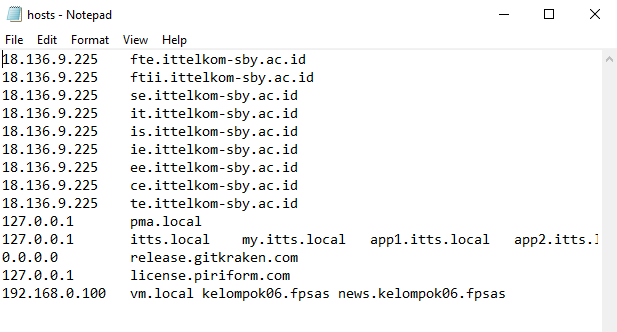 hosts - Notepad
File Edit Format View Help
18.136.9.225 fte.ittelkom-sby.ac.id
18.136.9.225 ftii.ittelkom-sby.ac.id
18.136.9.225 se.ittelkom-sby.ac.id
18.136.9.225 it.ittelkom-sby.ac.id
18.136.9.225 is.ittelkom-sby.ac.id
18.136.9.225 ie.ittelkom-sby.ac.id
18.136.9.225 ee.ittelkom-sby.ac.id
18.136.9.225 ce.ittelkom-sby.ac.id
18.136.9.225 te.ittelkom-sby.ac.id
127.0.0.1 pma.local
127.0.0.1 itts.local my.itts.local app1.itts.local app2.itts.l
0.0.0.0 release.gitkraken.com
127.0.0.1 license.piriform.com
192.168.0.100 vm.local kelompok06.fpsas news.kelompok06.fpsas